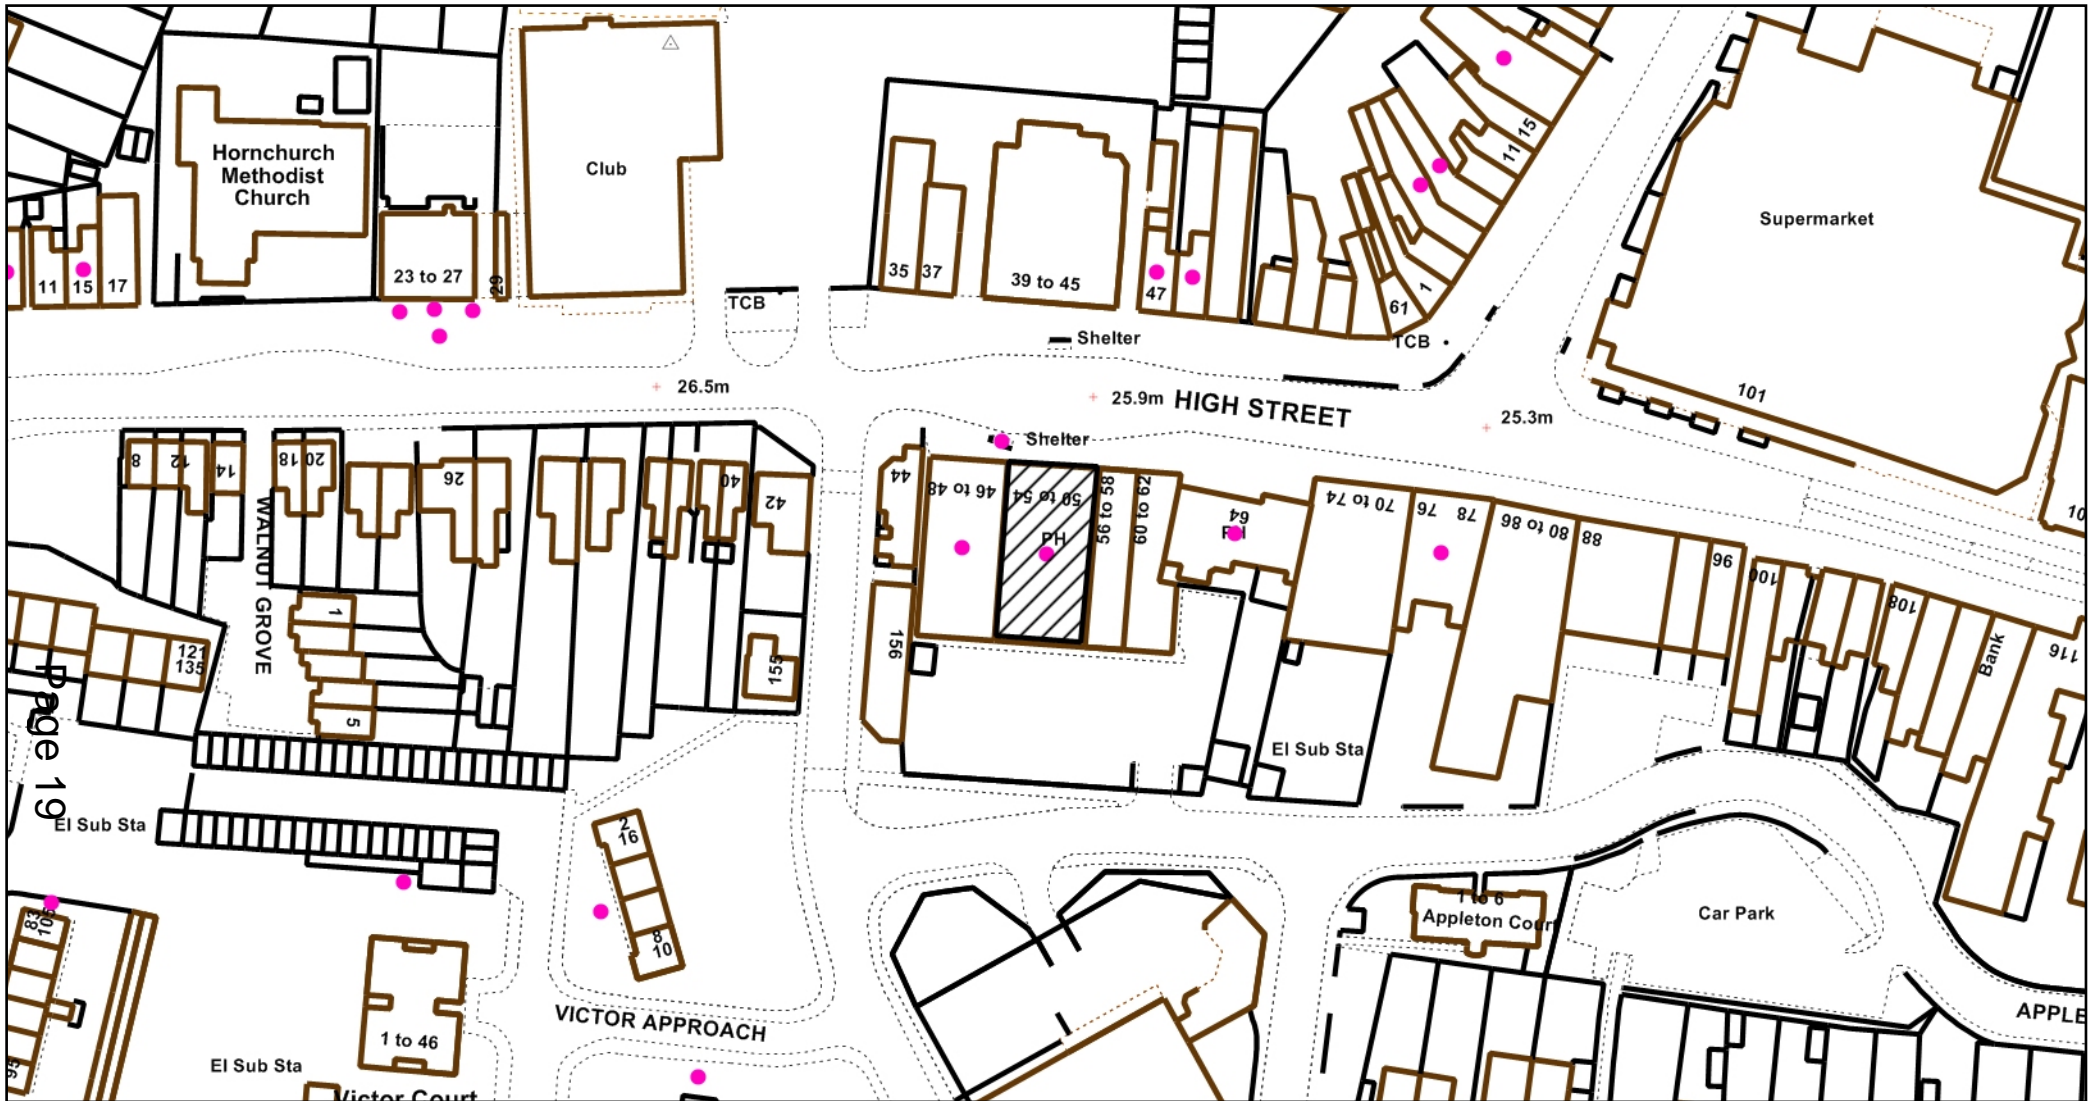 Hornchurch
Methodist
Church
Club
Supermarket
11
15
17
23 to 27
29
TCB
35
37
39 to 45
47
61
1
11
15
TCB
Shelter
26.5m
25.9m
HIGH STREET
25.3m
101
Shelter
8
12
14
18
20
26
40
42
44
46 to 48
50 to 54
PH
56 to 58
60 to 62
64
PH
70 to 74
76
78
80 to 86
88
96
100
108
Bank
116
10
WALNUT GROVE
1
5
121
135
155
156
El Sub Sta
Page 19
El Sub Sta
2
16
8
10
83
105
95
1 to 46
El Sub Sta
Victor Court
VICTOR APPROACH
1 to 6
Appleton Court
Car Park
APPLE